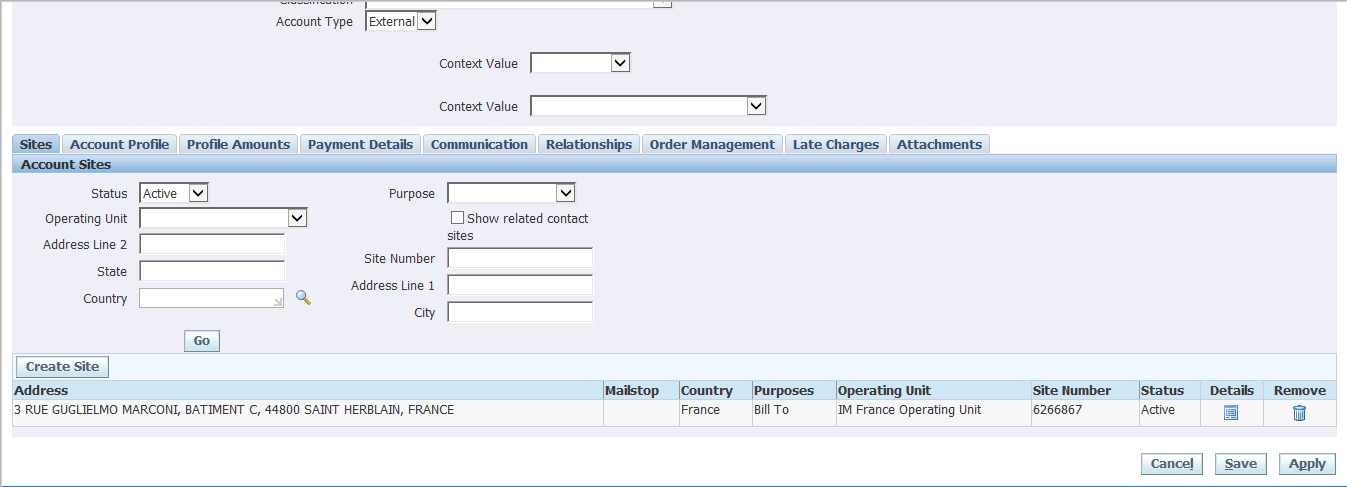 Classification
Account Type External
Context Value
Context Value
Sites Account Profile Profile Amounts Payment Details Communication Relationships Order Management Late Charges Attachments
Account Sites
Status Active Purpose
Operating Unit Show related contact
sites
Address Line 2
Site Number
State
Address Line 1
Country
City
Go
Create Site
Address Mailstop Country Purposes Operating Unit Site Number Status Details Remove
3 RUE GUGLIELMO MARCONI, BATIMENT C, 44800 SAINT HERBLAIN, FRANCE France Bill To IM France Operating Unit 6266867 Active
Cancel Save Apply